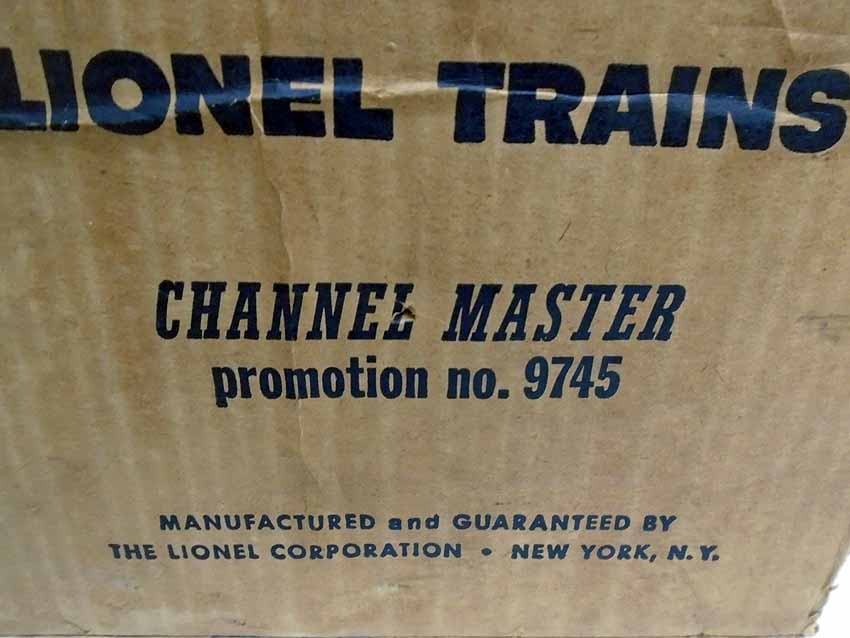 LIONEL TRAINS
CHANNEL MASTER
promotion no. 9745
MANUFACTURED and GUARANTEED BY
THE LIONEL CORPORATION • NEW YORK, N.Y.